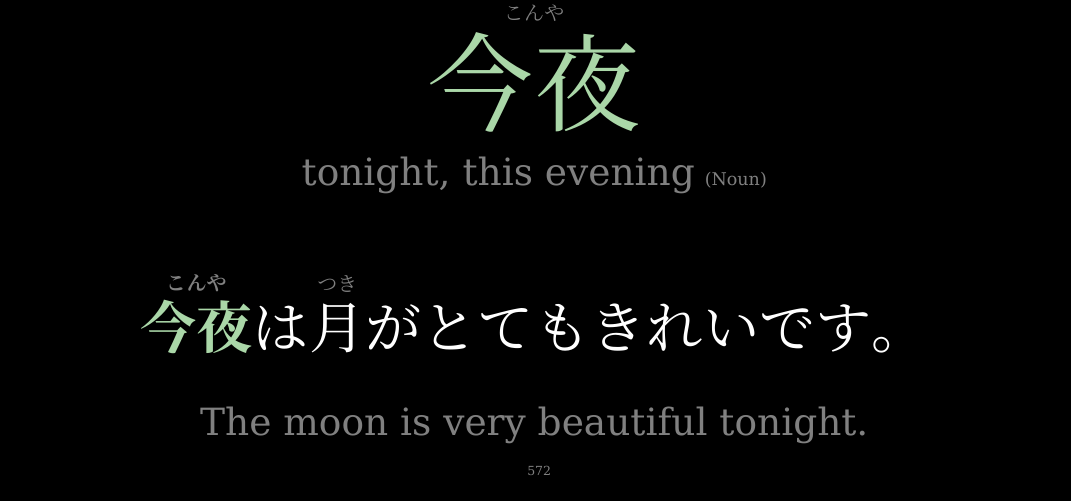 こんや
今夜
tonight, this evening (Noun)
こんや つき
今夜は月がとてもきれいです。
The moon is very beautiful tonight.
572